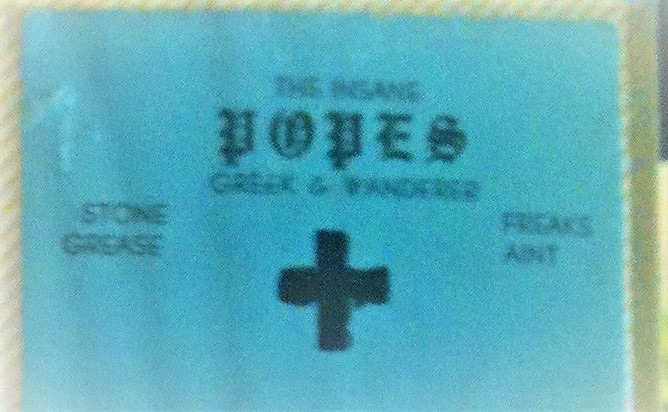 THE INSANE
POPES
GREEK & WANDERER
STONE
GREASE
FREAKS
AINT